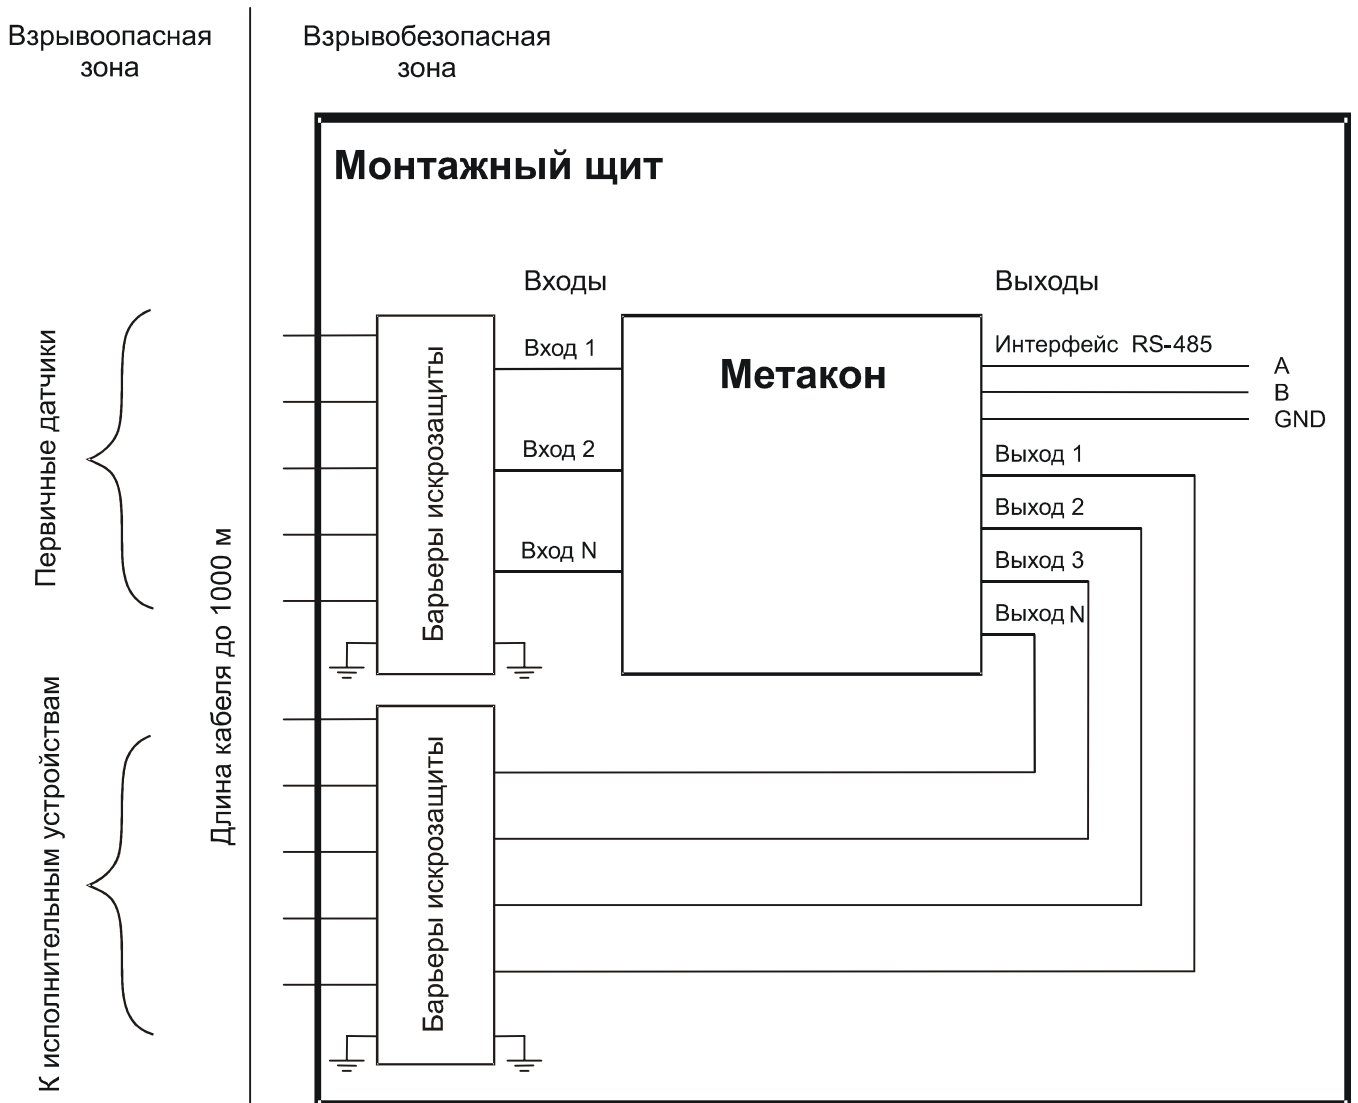 Взрывоопасная
зона
Взрывобезопасная
зона
Монтажный щит
Входы
Выходы
Первичные датчики
Длина кабеля до 1000 м
К исполнительным устройствам
Барьеры искрозащиты
Вход 1
Вход 2
Вход N
Метакон
Интерфейс RS-485
A
B
GND
Выход 1
Выход 2
Выход 3
Выход N
Барьеры искрозащиты